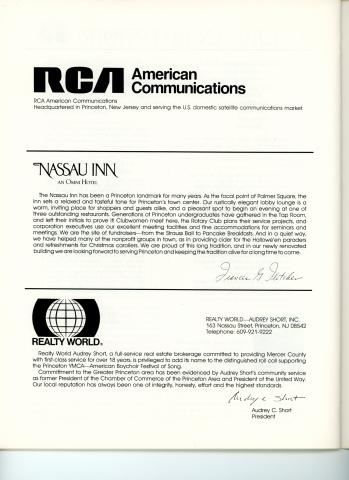 RCA American
Communications
RCA American Communications
Headquartered in Princeton, New Jersey and serving the U.S. domestic satellite communications market
THE NASSAU INN
AN OMNI HOTEL
The Nassau Inn has been a Princeton landmark for many years. As the focal point of Palmer Square, the
inn sets a relaxed and tasteful tone for Princeton's town center. Our rustically elegant lobby lounge is a
warm, inviting place for shoppers and guests alike, and a pleasant spot to begin an evening at one of
three outstanding restaurants. Generations of Princeton undergraduates have gathered in the Tap Room,
and left their initials to prove it! Clubwomen meet here, the Rotary Club plans their service projects, and
corporation executives use our excellent meeting facilities and fine accommodations for seminars and
meetings. We are the site of fundraisers—from the Strauss Ball to Pancake Breakfasts. And in a quiet way,
we have helped many of the nonprofit groups in town, as in providing cider for the Hallowe'en paraders
and refreshments for Christmas carollers. We are proud of this long tradition, and in our newly renovated
building we are looking forward to serving Princeton and keeping the tradition alive for a long time to come.
REALTY WORLD®
REALTY WORLD—AUDREY SHORT, INC.
163 Nassau Street, Princeton, NJ 08542
Telephone: 609-921-9222
Realty World Audrey Short, a full-service real estate brokerage committed to providing Mercer County
with first-class service for over 18 years, is privileged to add its name to the distinguished roll call supporting
the Princeton YMCA—American Boychoir Festival of Song.
Committment to the Greater Princeton area has been evidenced by Audrey Short's community service
as former President of the Chamber of Commerce of the Princeton Area and President of the United Way.
Our local reputation has always been one of integrity, honesty, effort and the highest standards.
Audrey C Short
Audrey C. Short
President